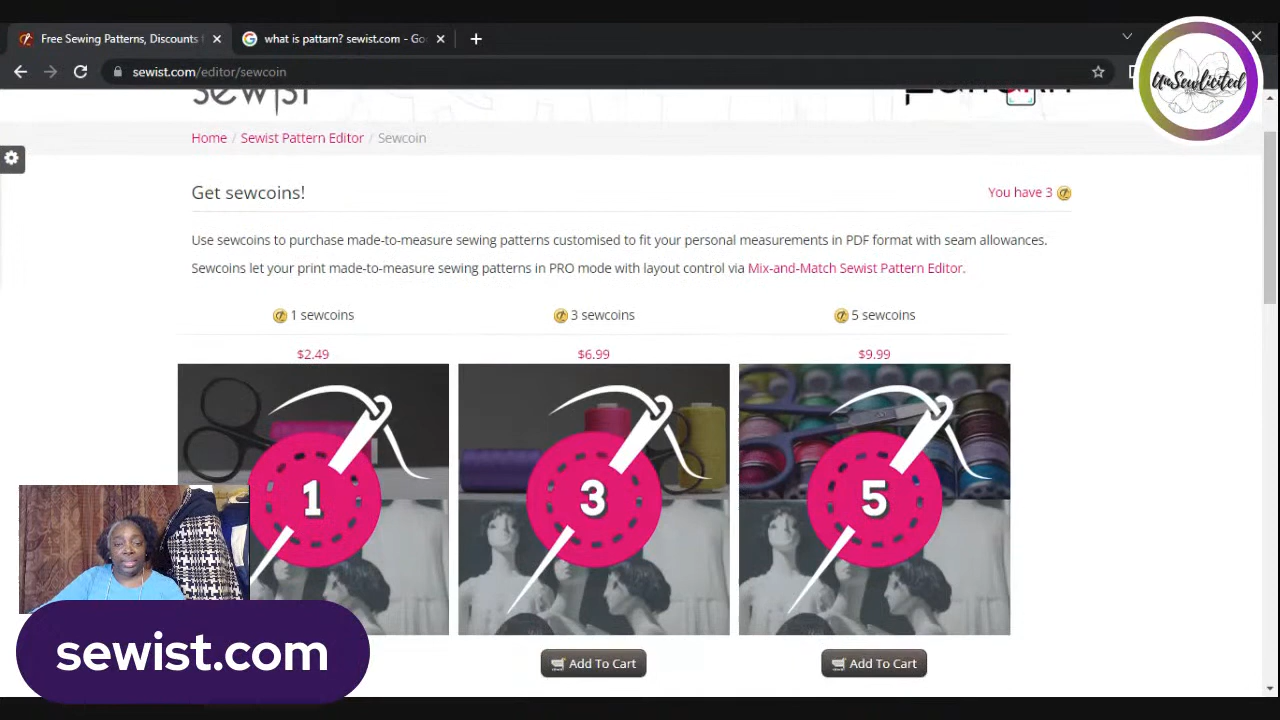 Free Sewing Patterns, Discounts
what is pattarn? sewist.com - Go
sewist.com/editor/sewcoin
UnSewlicited
sewist
Home / Sewist Pattern Editor / Sewcoin
Get sewcoins!
You have 3
Use sewcoins to purchase made-to-measure sewing patterns customised to fit your personal measurements in PDF format with seam allowances.
Sewcoins let your print made-to-measure sewing patterns in PRO mode with layout control via Mix-and-Match Sewist Pattern Editor.
1 sewcoins
3 sewcoins
5 sewcoins
$2.49
$6.99
$9.99
1
3
5
sewist.com
Add To Cart
Add To Cart